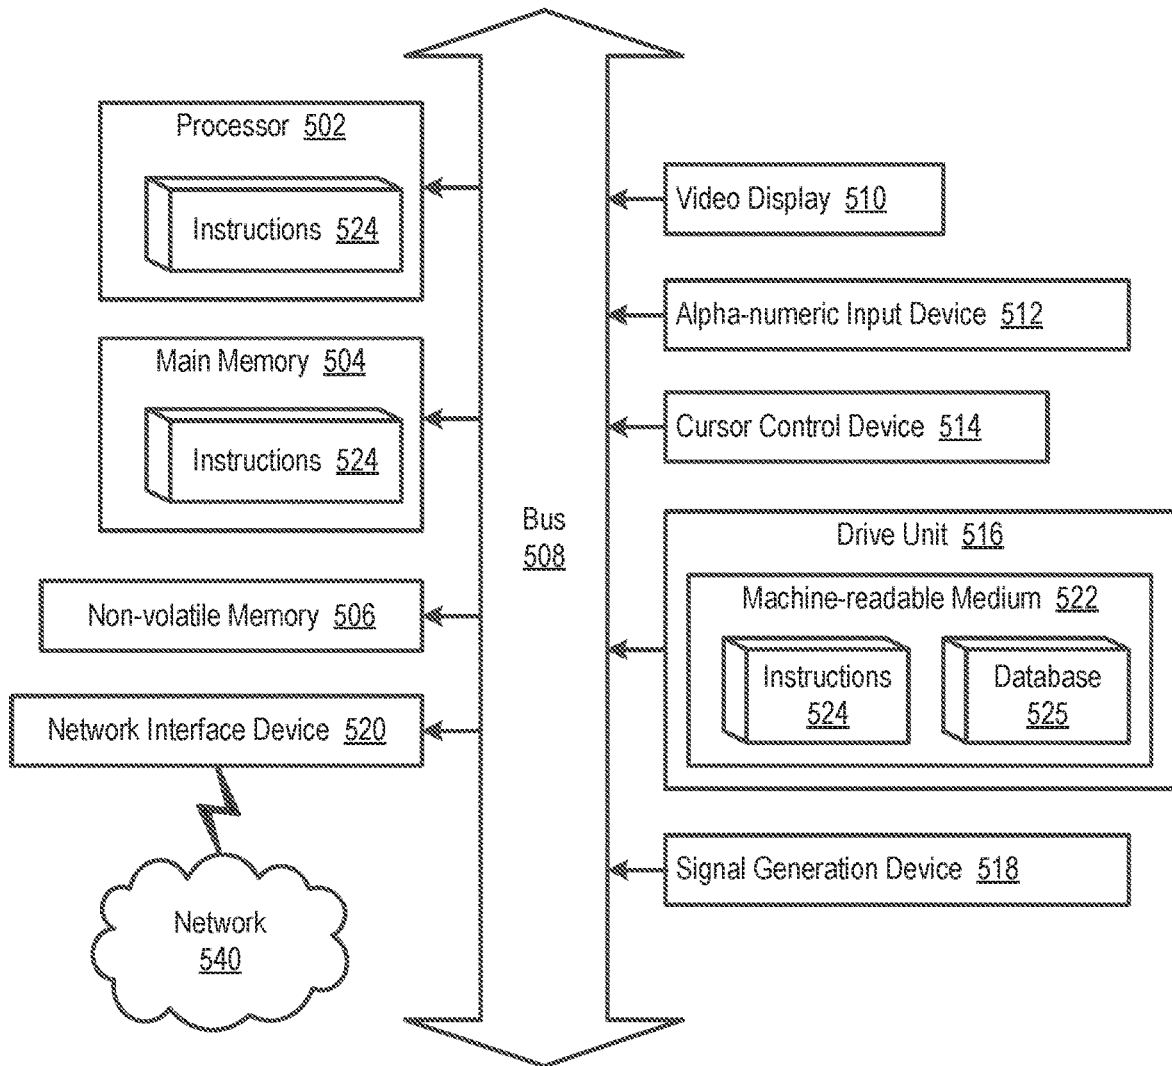 Processor 502
Instructions 524
Main Memory 504
Instructions 524
Non-volatile Memory 506
Network Interface Device 520
Network
540
Bus
508
Video Display 510
Alpha-numeric Input Device 512
Cursor Control Device 514
Drive Unit 516
Machine-readable Medium 522
Instructions
524
Database
525
Signal Generation Device 518